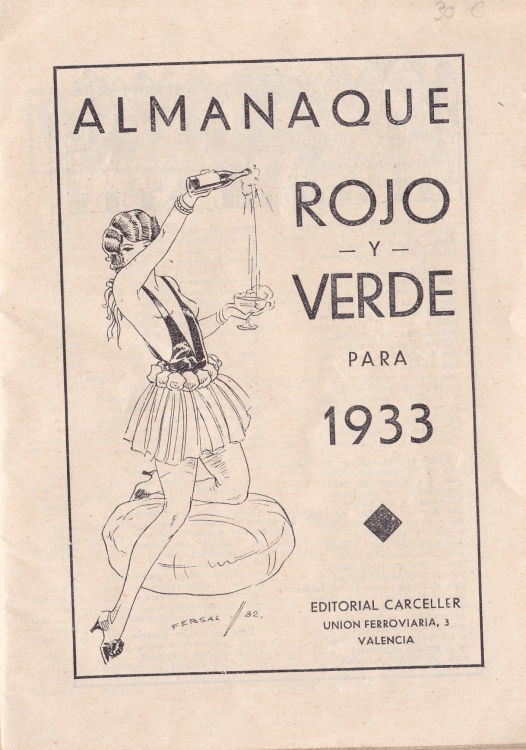 30 €
ALMANAQUE
ROJO
— Y —
VERDE
PARA
1933
EDITORIAL CARCELLER
UNION FERROVIARIA, 3
VALENCIA
FERSAL // 32.